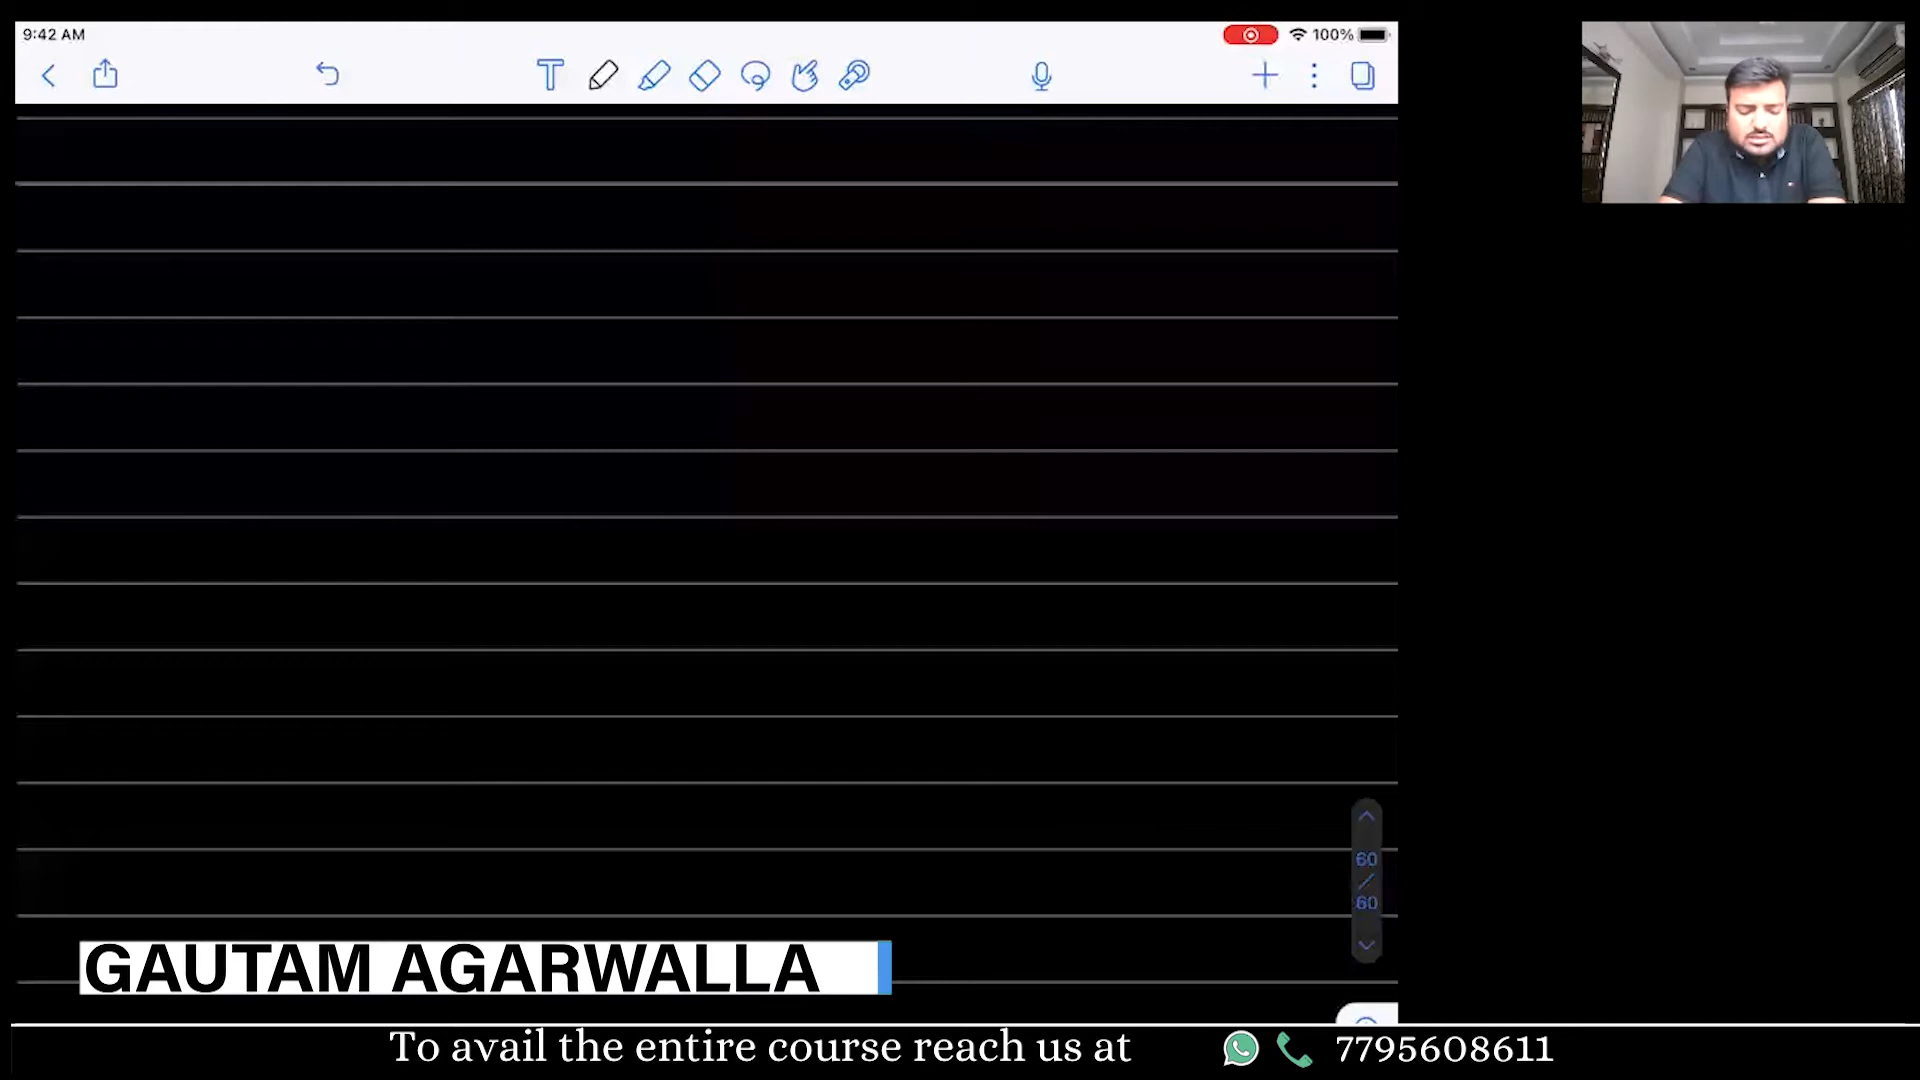 9:42 AM
100%
T
60
60
GAUTAM AGARWALLA
To avail the entire course reach us at 7795608611